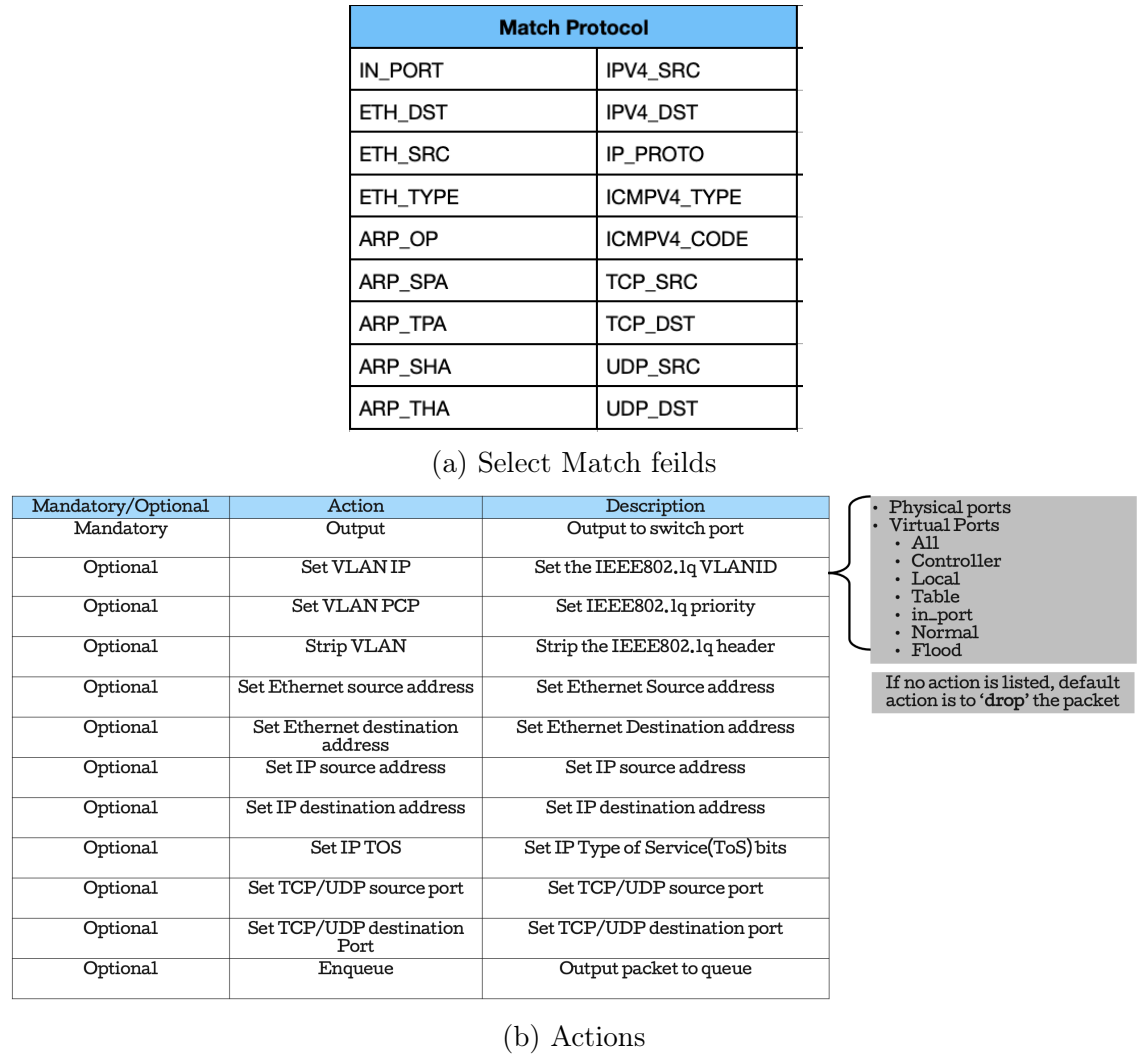 Match Protocol
IN_PORT IPV4_SRC
ETH_DST IPV4_DST
ETH_SRC IP_PROTO
ETH_TYPE ICMPV4_TYPE
ARP_OP ICMPV4_CODE
ARP_SPA TCP_SRC
ARP_TPA TCP_DST
ARP_SHA UDP_SRC
ARP_THA UDP_DST
(a) Select Match feilds
Mandatory/Optional Action Description
Mandatory Output Output to switch port
Optional Set VLAN IP Set the IEEE802.1q VLANID
Optional Set VLAN PCP Set IEEE802.1q priority
Optional Strip VLAN Strip the IEEE802.1q header
Optional Set Ethernet source address Set Ethernet Source address
Optional Set Ethernet destination address Set Ethernet Destination address
Optional Set IP source address Set IP source address
Optional Set IP destination address Set IP destination address
Optional Set IP TOS Set IP Type of Service(ToS) bits
Optional Set TCP/UDP source port Set TCP/UDP source port
Optional Set TCP/UDP destination Port Set TCP/UDP destination port
Optional Enqueue Output packet to queue
• Physical ports
• Virtual Ports
• All
• Controller
• Local
• Table
• in_port
• Normal
• Flood
If no action is listed, default
action is to ‘drop’ the packet
(b) Actions